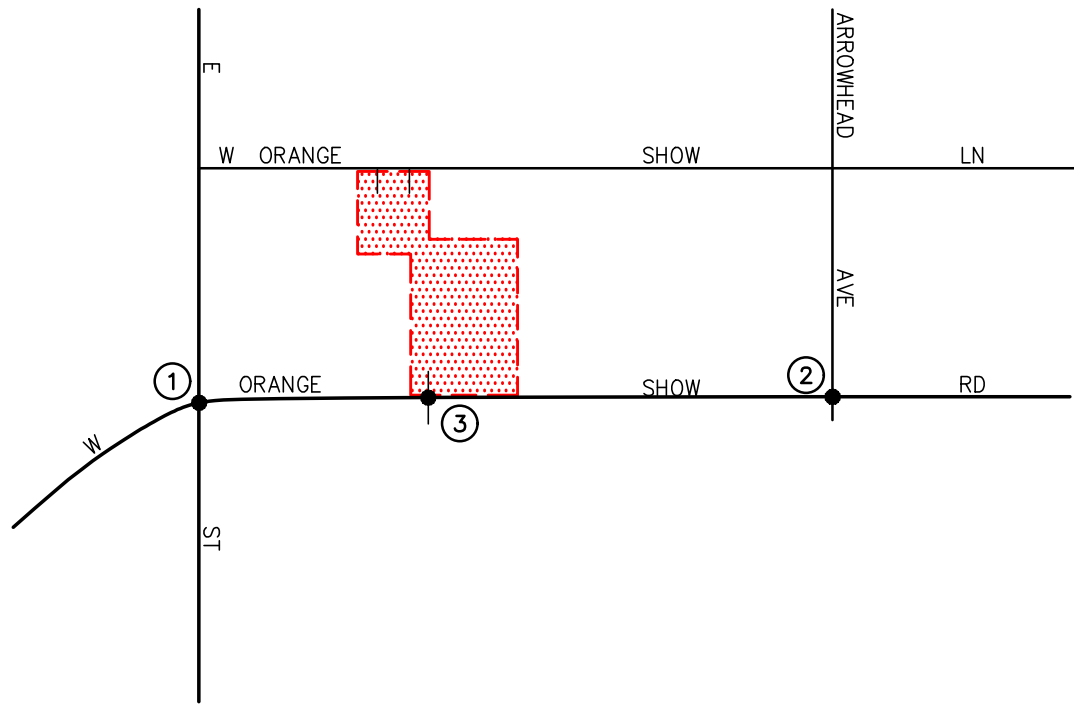 E
ARROWHEAD
W ORANGE SHOW LN
AVE
1
ORANGE
2
SHOW
RD
3
W
ST